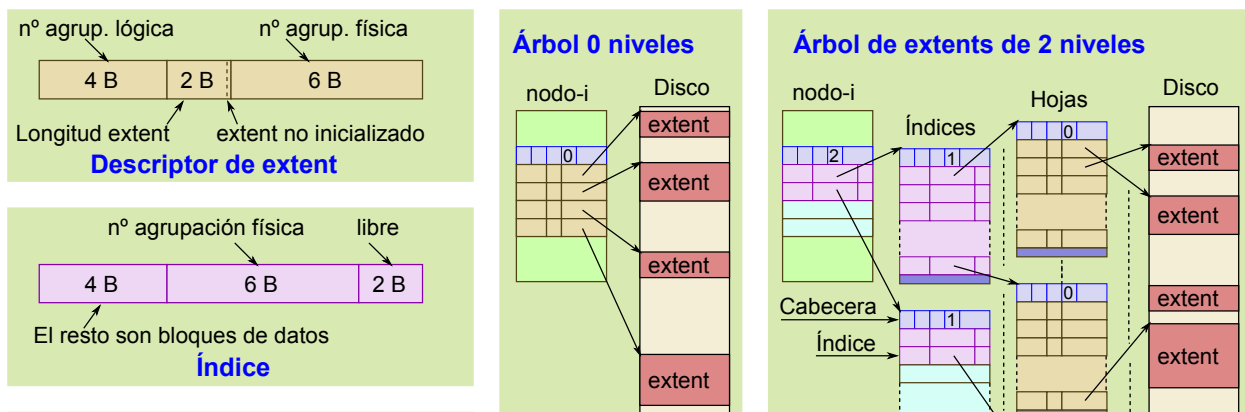 nº agrup. lógica nº agrup. física
4 B 2 B 6 B
Longitud extent extent no inicializado
Descriptor de extent
nº agrupación física libre
4 B 6 B 2 B
El resto son bloques de datos
Índice
Árbol 0 niveles
nodo-i Disco
0
extent
extent
extent
extent
Árbol de extents de 2 niveles
nodo-i Índices Hojas Disco
2 1 0
extent
extent
0
extent
Cabecera 1
Índice
extent